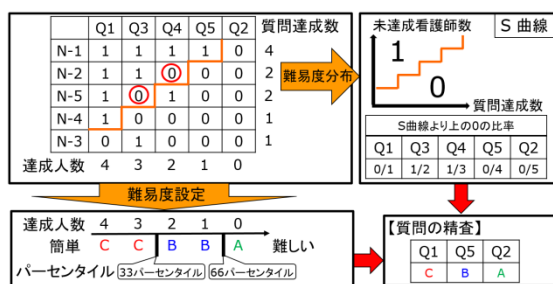 Q1 Q3 Q4 Q5 Q2 質問達成数
N-1 1 1 1 1 0 4
N-2 1 1 0 0 0 2
N-5 1 0 1 0 0 2
N-4 1 0 0 0 0 1
N-3 0 1 0 0 0 1
達成人数 4 3 2 1 0
難易度分布
未達成看護師数
S 曲線
1
0
質問達成数
S曲線より上の0の比率
Q1 Q3 Q4 Q5 Q2
0/1 1/2 1/3 0/4 0/5
難易度設定
達成人数 4 3 2 1 0
簡単 C C B B A 難しい
パーセンタイル 33パーセンタイル 66パーセンタイル
【質問の精査】
Q1 Q5 Q2
C B A